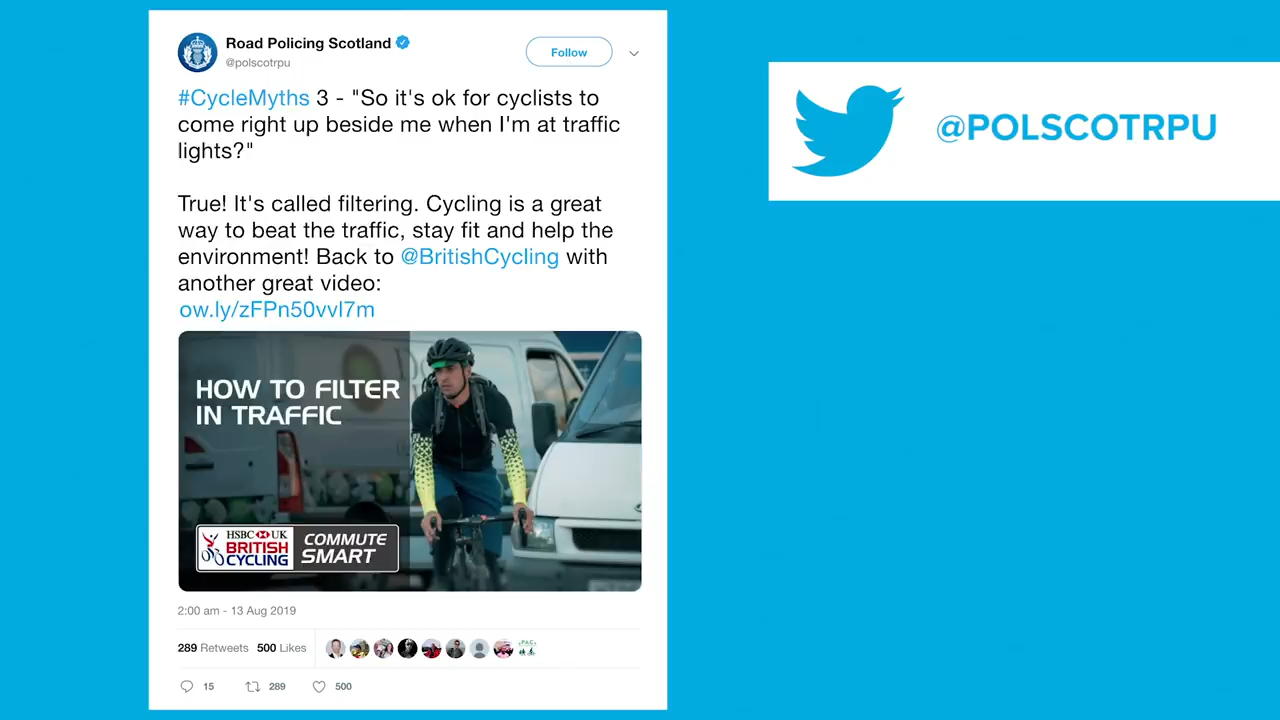 Road Policing Scotland
@polscotrpu
Follow
#CycleMyths 3 - "So it's ok for cyclists to
come right up beside me when I'm at traffic
lights?"
True! It's called filtering. Cycling is a great
way to beat the traffic, stay fit and help the
environment! Back to @BritishCycling with
another great video:
ow.ly/zFPn50vvl7m
HOW TO FILTER
IN TRAFFIC
HSBC UK
BRITISH
CYCLING
COMMUTE
SMART
2:00 am - 13 Aug 2019
289 Retweets 500 Likes
15 289 500
@POLSCOTRPU